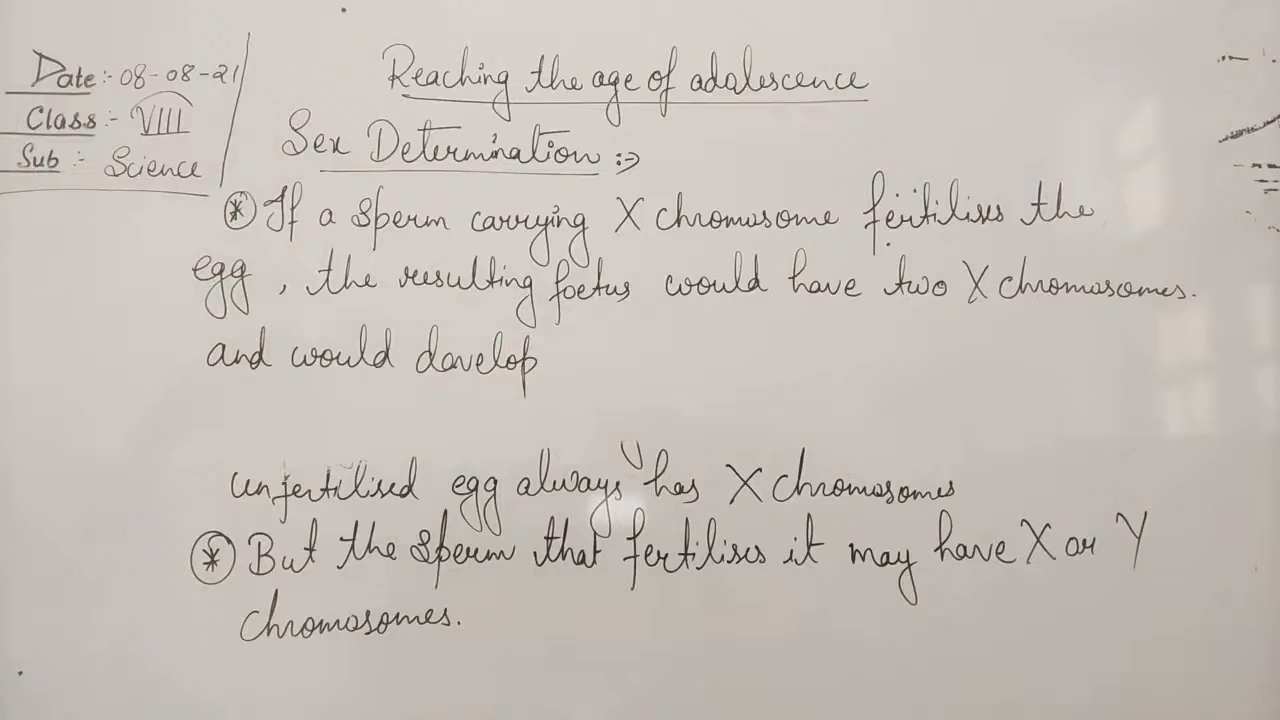 Date:- 08-08-21
Class:- VIII
Sub:- Science
Reaching the age of adalescence
Sex Determination :->
* If a sperm carrying X chromosome fertilises the
egg, the resulting foetus would have two X chromosomes.
and would davelop
unfertilised egg always has X chromosomes
* But the sperm that fertilises it may have X or Y
chromosomes.